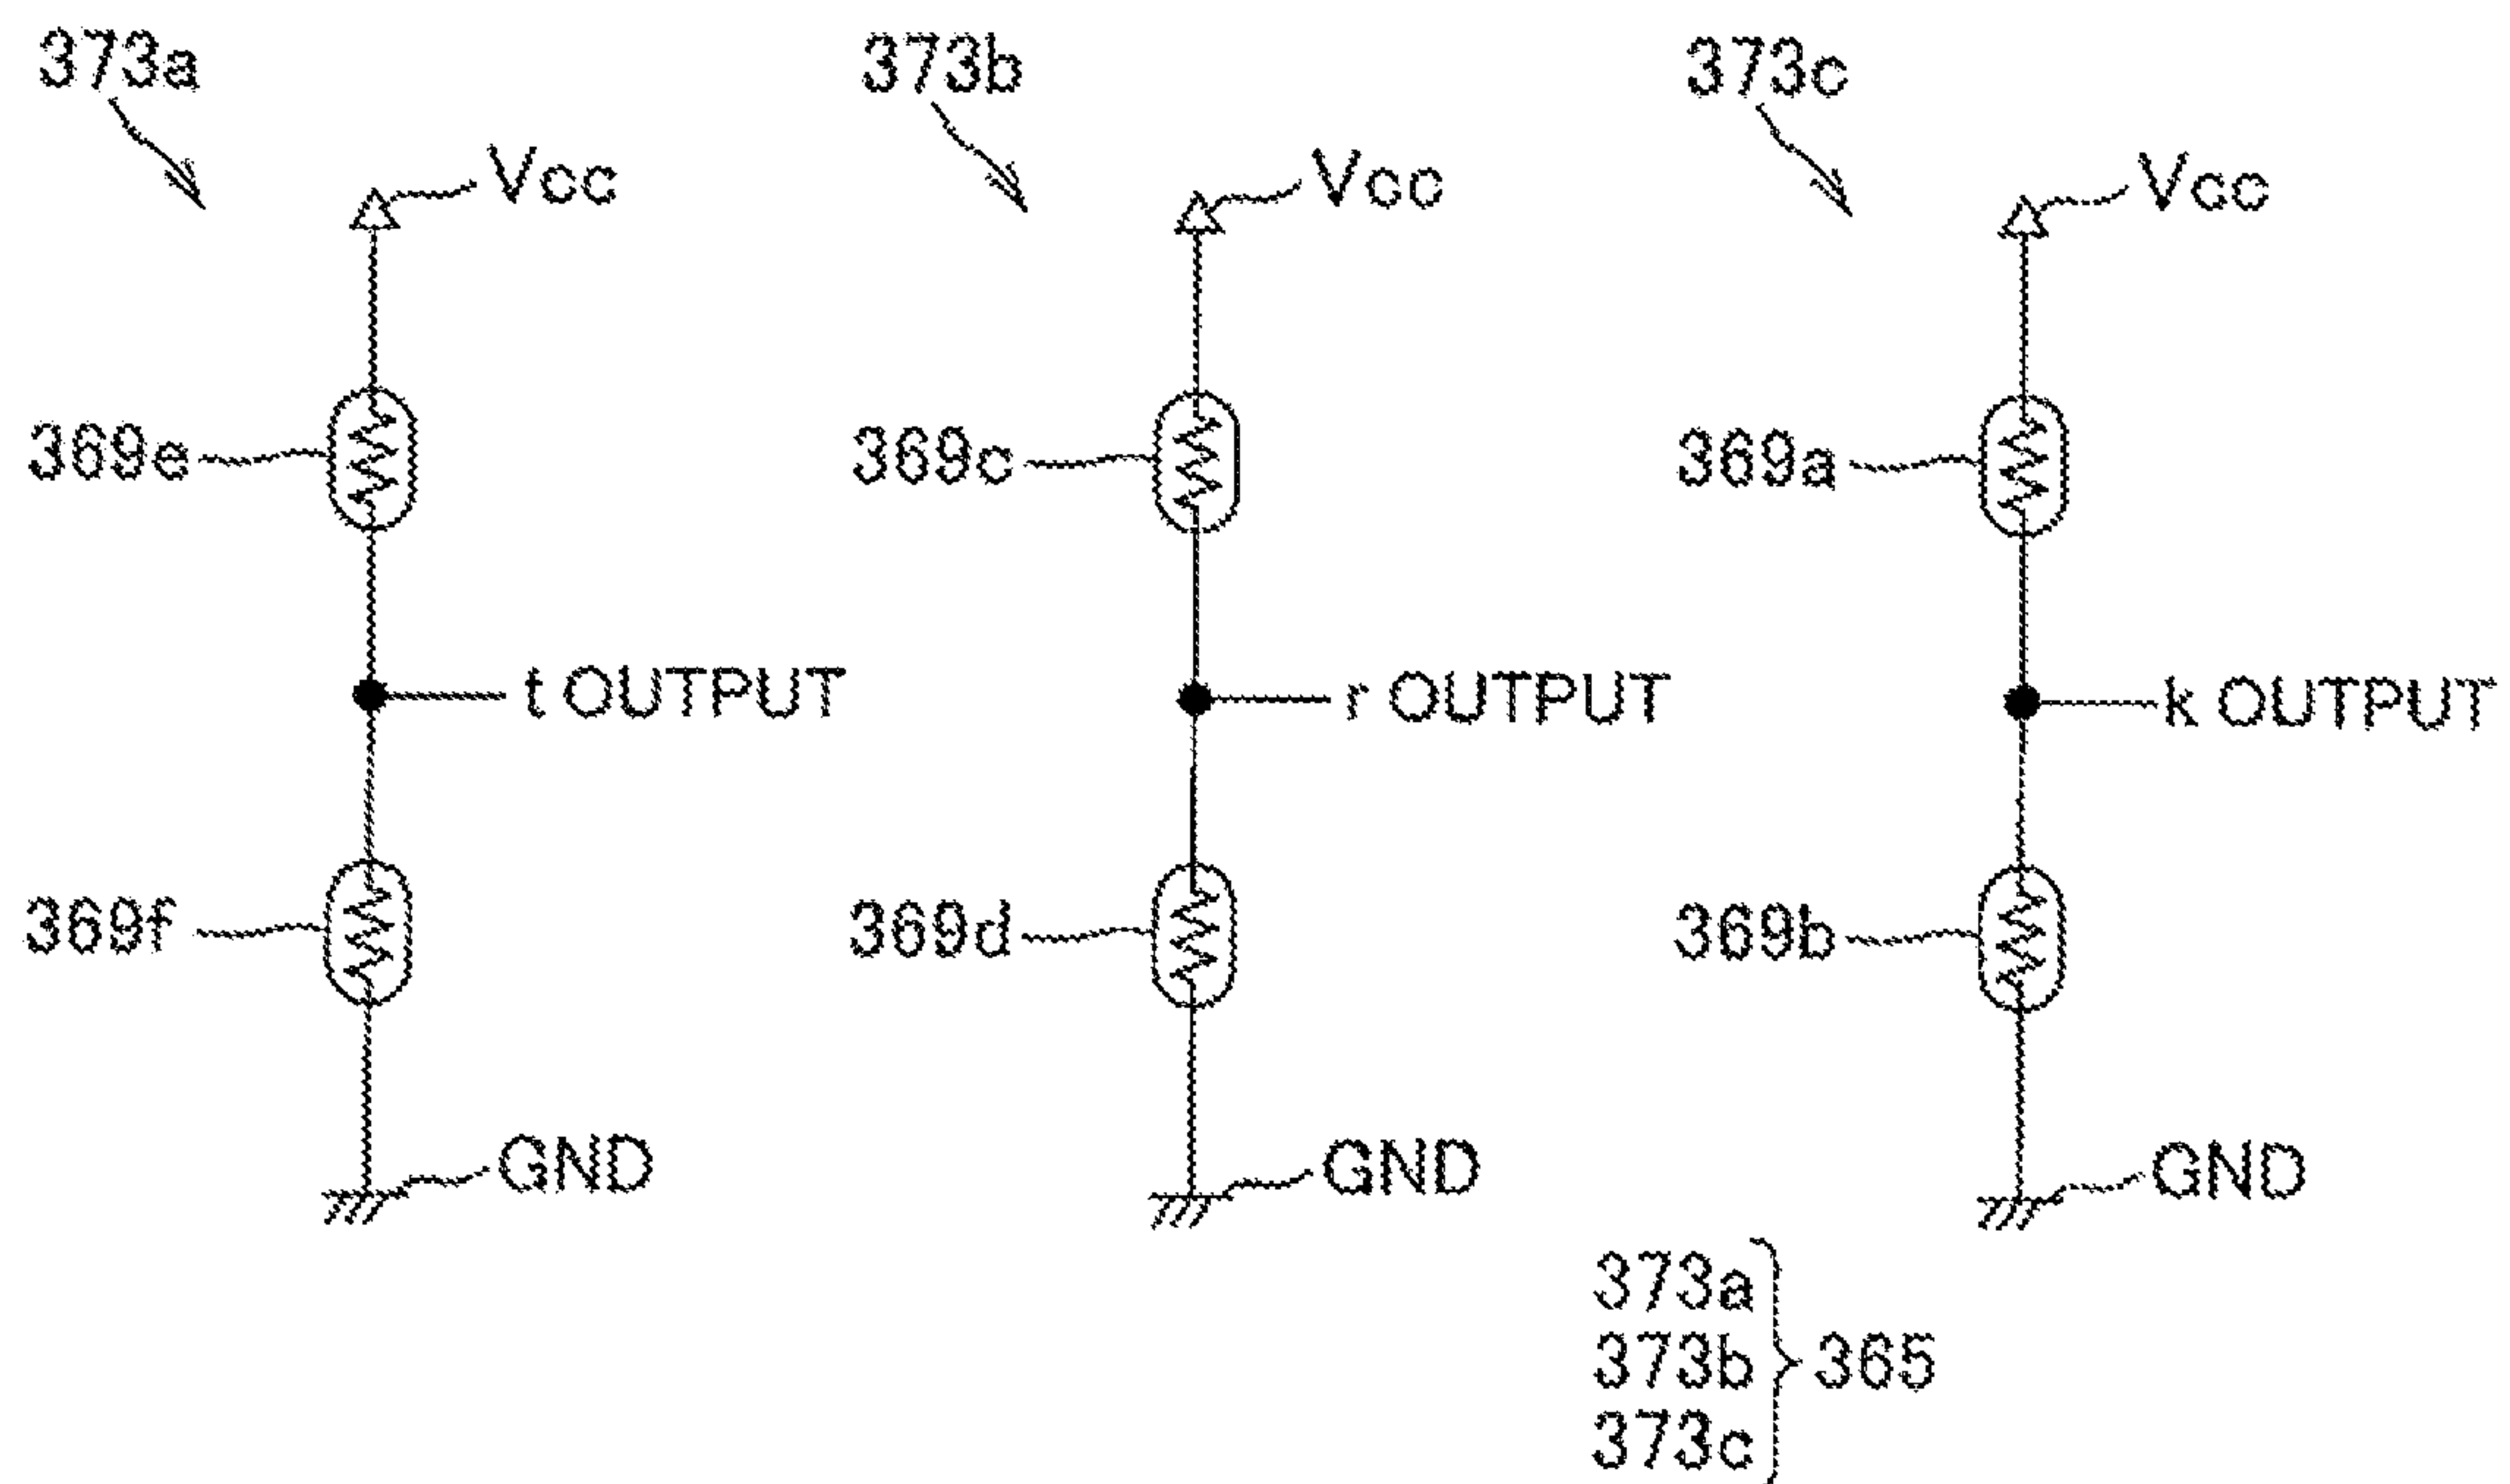 373a 373b 373c
Vcc Vcc Vcc
369e 369c 369a
t OUTPUT r OUTPUT k OUTPUT
369f 369d 369b
GND GND GND
373a
373b 365
373c